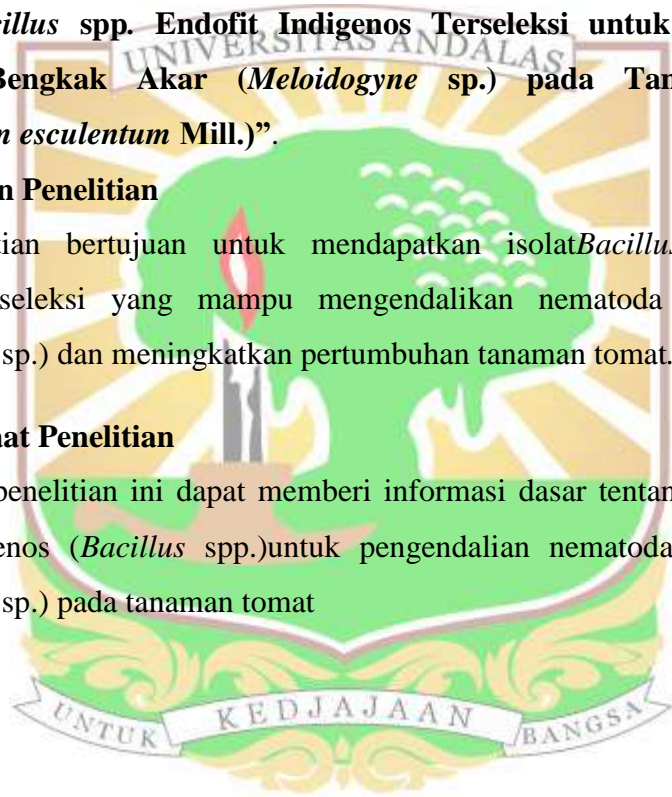 cillus spp. Endofit Indigenos Terseleksi untuk
UNIVERSITAS ANDALAS
Bengkak Akar (Meloidogyne sp.) pada Tan
m esculentum Mill.)”.
n Penelitian
tian bertujuan untuk mendapatkan isolatBacillus
seleksi yang mampu mengendalikan nematoda
sp.) dan meningkatkan pertumbuhan tanaman tomat.
at Penelitian
penelitian ini dapat memberi informasi dasar tentan
enos (Bacillus spp.)untuk pengendalian nematoda
sp.) pada tanaman tomat
UNTUK KEDJAJAAN BANGSA